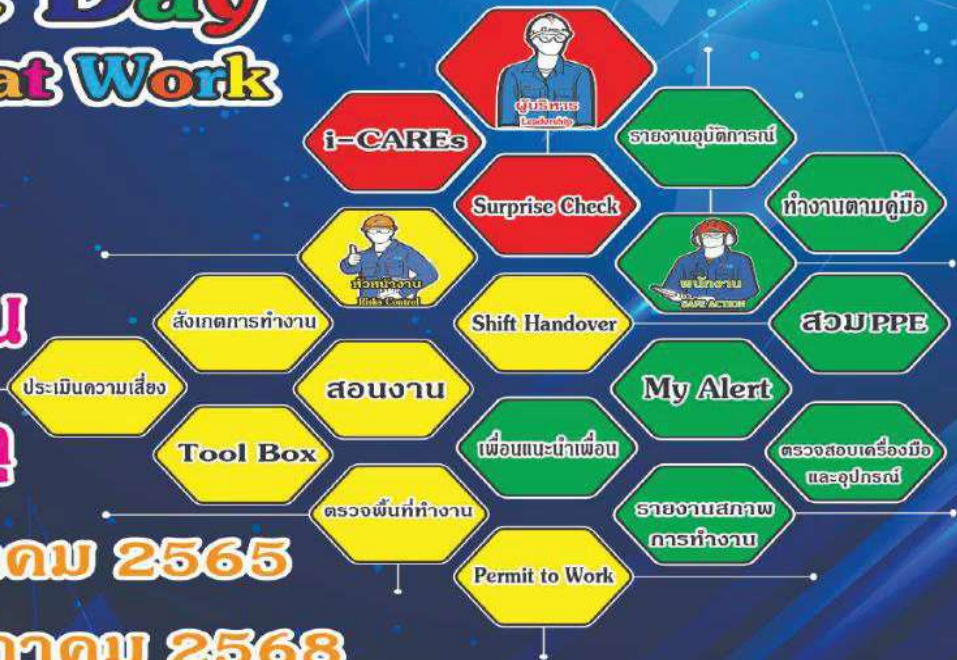 Day
at Work
ผู้บริหาร
Leadership
i-CAREs
รายงานอุบัติการณ์
Surprise Check
ทำงานตามคู่มือ
หัวหน้างาน
Risks Control
พนักงาน
SAFE ACTION
สังเกตการทำงาน
Shift Handover
สวม PPE
ประเมินความเสี่ยง
สอนงาน
My Alert
Tool Box
เพื่อนแนะนำเพื่อน
ตรวจสอบเครื่องมือ
และอุปกรณ์
ตรวจพื้นที่ทำงาน
รายงานสภาพ
การทำงาน
Permit to Work
คม 2565
าคม 2568